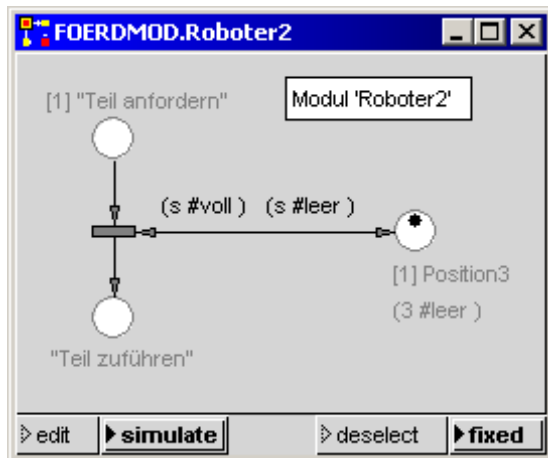 FOERDMOD.Roboter2
[1] "Teil anfordern"
Modul 'Roboter2'
(s #voll ) (s #leer )
[1] Position3
(3 #leer )
"Teil zuführen"
edit simulate deselect fixed